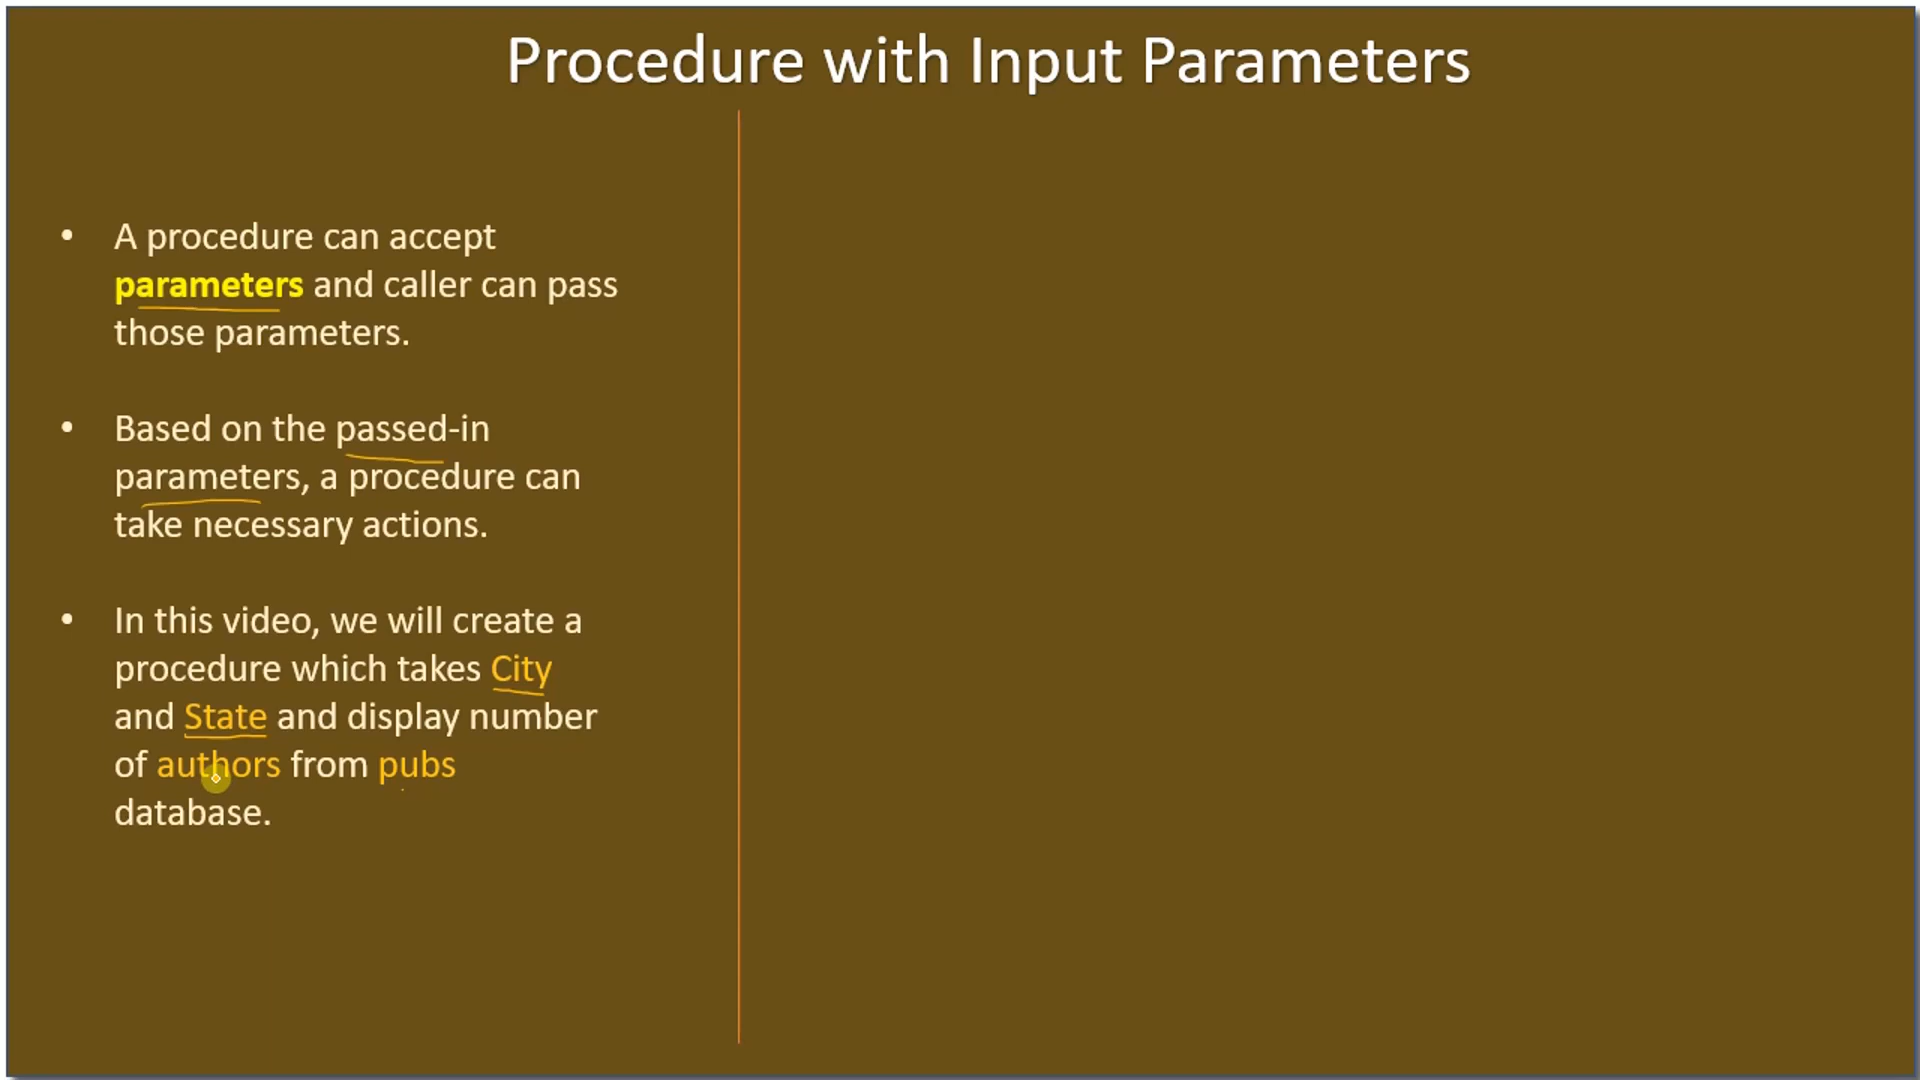 Procedure with Input Parameters
• A procedure can accept
parameters and caller can pass
those parameters.
• Based on the passed-in
parameters, a procedure can
take necessary actions.
• In this video, we will create a
procedure which takes City
and State and display number
of authors from pubs
database.